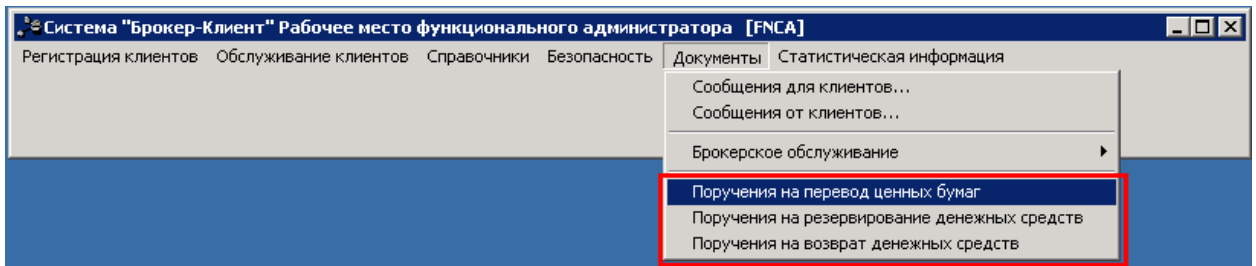 Система "Брокер-Клиент" Рабочее место функционального администратора [FNCA]
Регистрация клиентов Обслуживание клиентов Справочники Безопасность Документы Статистическая информация
Сообщения для клиентов...
Сообщения от клиентов...
Брокерское обслуживание
Поручения на перевод ценных бумаг
Поручения на резервирование денежных средств
Поручения на возврат денежных средств